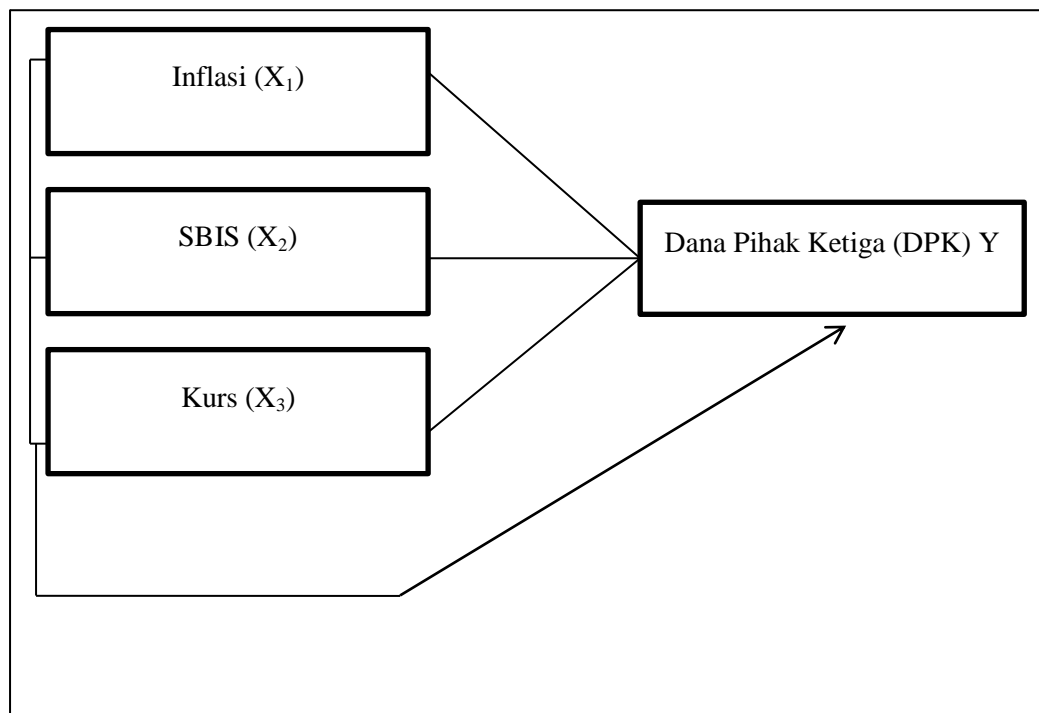 Inflasi (X₁)
SBIS (X₂)
Dana Pihak Ketiga (DPK) Y
Kurs (X₃)